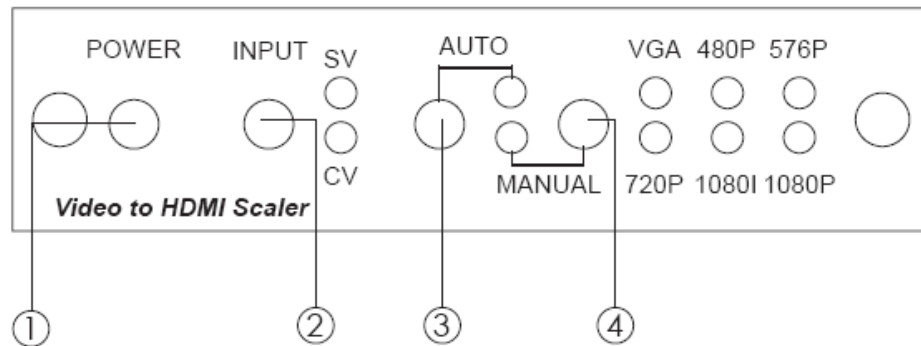 POWER INPUT SV AUTO VGA 480P 576P
CV MANUAL 720P 1080I 1080P
Video to HDMI Scaler
① ② ③ ④